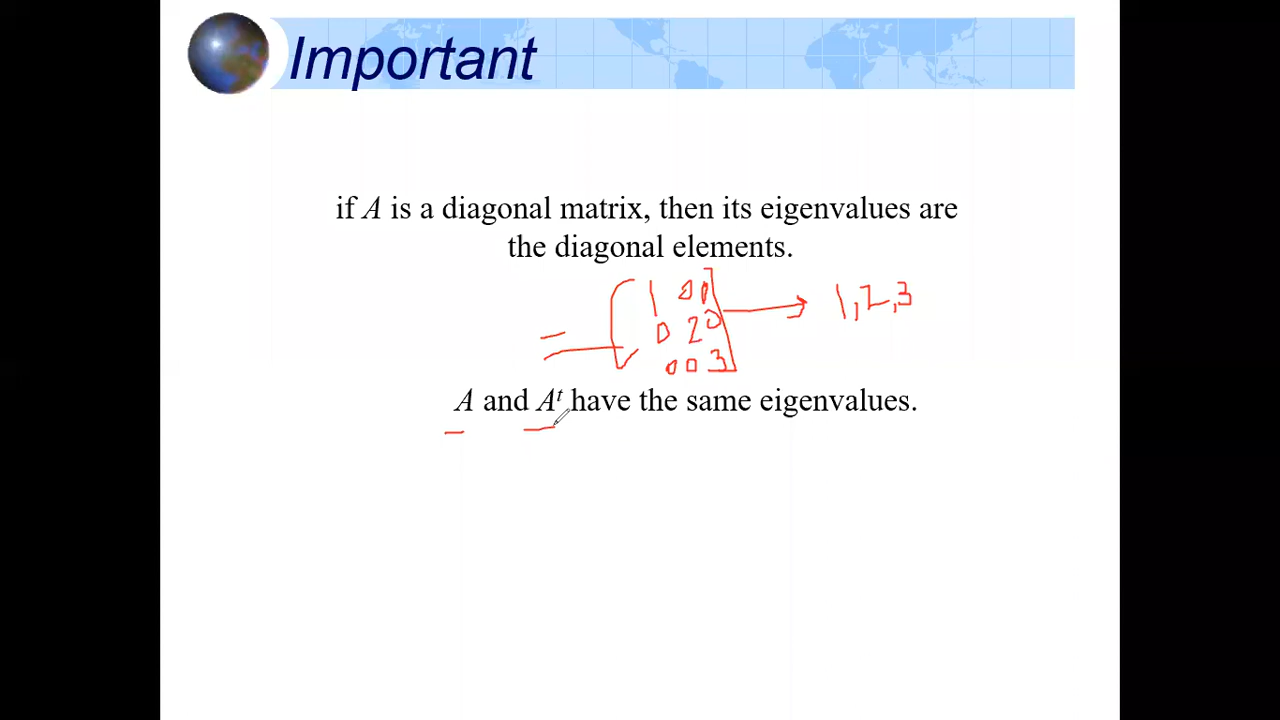 Important
if A is a diagonal matrix, then its eigenvalues are
the diagonal elements.
1 0 0 → 1,2,3
= 0 2 0
0 0 3
A and Aᵗ have the same eigenvalues.